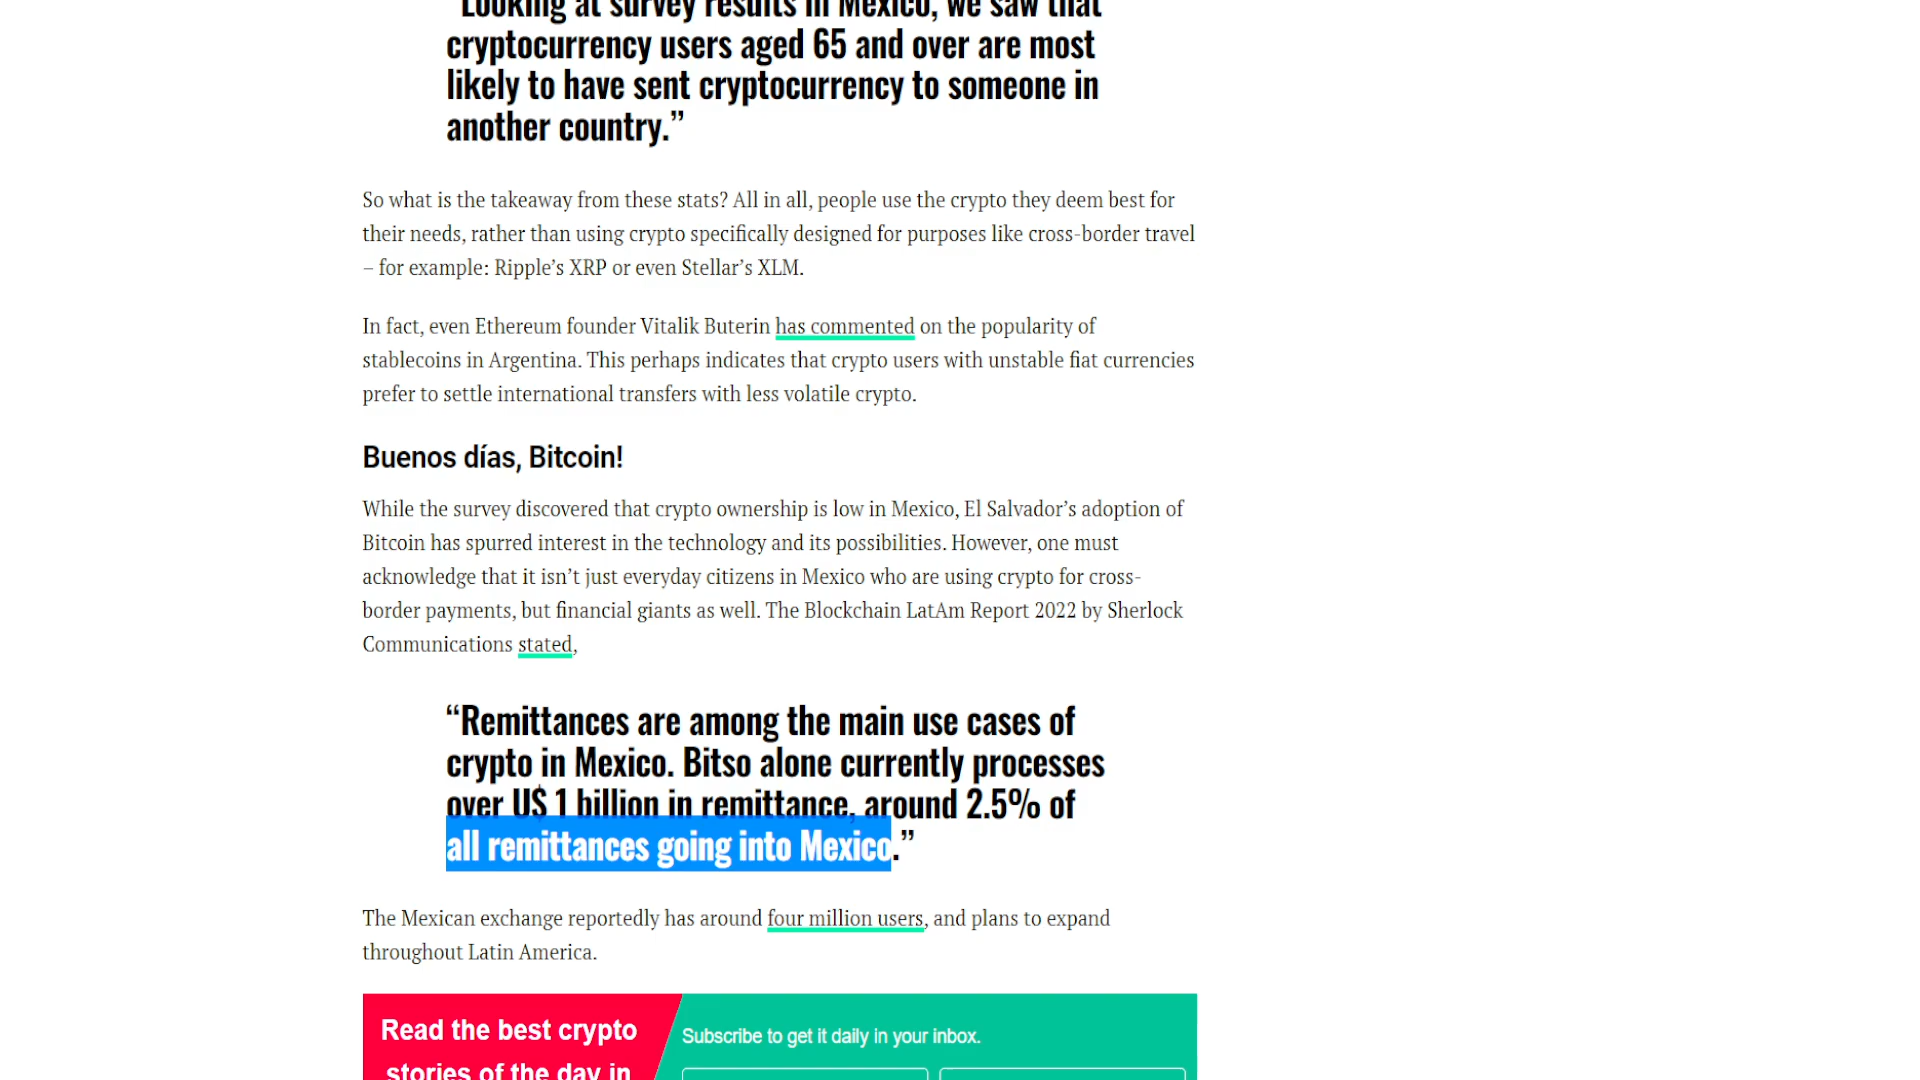 “Looking at survey results in Mexico, we saw that
cryptocurrency users aged 65 and over are most
likely to have sent cryptocurrency to someone in
another country.”
So what is the takeaway from these stats? All in all, people use the crypto they deem best for
their needs, rather than using crypto specifically designed for purposes like cross-border travel
– for example: Ripple’s XRP or even Stellar’s XLM.
In fact, even Ethereum founder Vitalik Buterin has commented on the popularity of
stablecoins in Argentina. This perhaps indicates that crypto users with unstable fiat currencies
prefer to settle international transfers with less volatile crypto.
Buenos días, Bitcoin!
While the survey discovered that crypto ownership is low in Mexico, El Salvador’s adoption of
Bitcoin has spurred interest in the technology and its possibilities. However, one must
acknowledge that it isn’t just everyday citizens in Mexico who are using crypto for cross-
border payments, but financial giants as well. The Blockchain LatAm Report 2022 by Sherlock
Communications stated,
“Remittances are among the main use cases of
crypto in Mexico. Bitso alone currently processes
over U$ 1 billion in remittance, around 2.5% of
all remittances going into Mexico.”
The Mexican exchange reportedly has around four million users, and plans to expand
throughout Latin America.
Read the best crypto
stories of the day in
Subscribe to get it daily in your inbox.